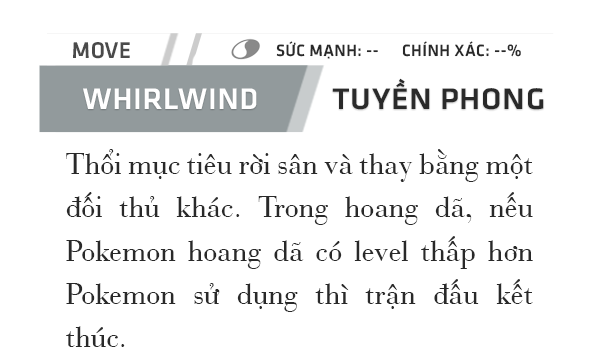 MOVE SỨC MẠNH: -- CHÍNH XÁC: --%
WHIRLWIND TUYỀN PHONG
Thổi mục tiêu rời sân và thay bằng một
đối thủ khác. Trong hoang dã, nếu
Pokemon hoang dã có level thấp hơn
Pokemon sử dụng thì trận đấu kết
thúc.